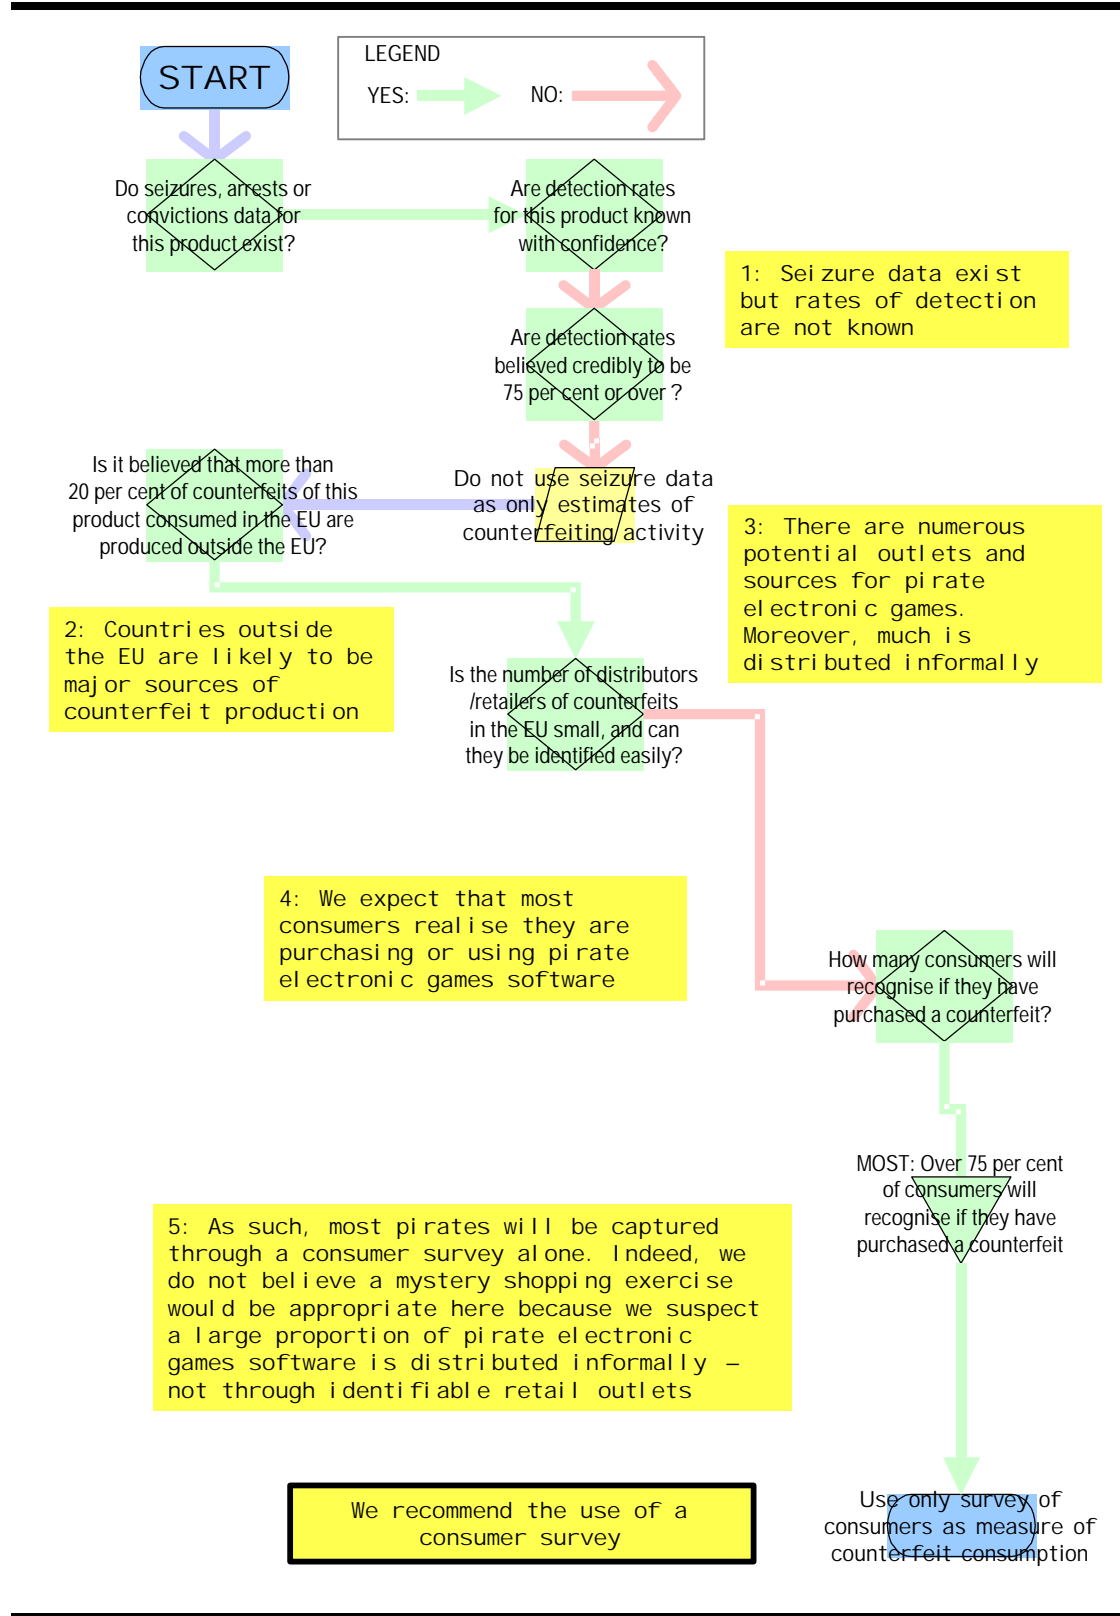 START
LEGEND
YES:
NO:
Do seizures, arrests or
convictions data for
this product exist?
Are detection rates
for this product known
with confidence?
1: Seizure data exist
but rates of detection
are not known
Are detection rates
believed credibly to be
75 per cent or over ?
Is it believed that more than
20 per cent of counterfeits of this
product consumed in the EU are
produced outside the EU?
Do not use seizure data
as only estimates of
counterfeiting activity
3: There are numerous
potential outlets and
sources for pirate
electronic games.
Moreover, much is
distributed informally
2: Countries outside
the EU are likely to be
major sources of
counterfeit production
Is the number of distributors
/retailers of counterfeits
in the EU small, and can
they be identified easily?
4: We expect that most
consumers realise they are
purchasing or using pirate
electronic games software
How many consumers will
recognise if they have
purchased a counterfeit?
MOST: Over 75 per cent
of consumers will
recognise if they have
purchased a counterfeit
5: As such, most pirates will be captured
through a consumer survey alone. Indeed, we
do not believe a mystery shopping exercise
would be appropriate here because we suspect
a large proportion of pirate electronic
games software is distributed informally –
not through identifiable retail outlets
We recommend the use of a
consumer survey
Use only survey of
consumers as measure of
counterfeit consumption